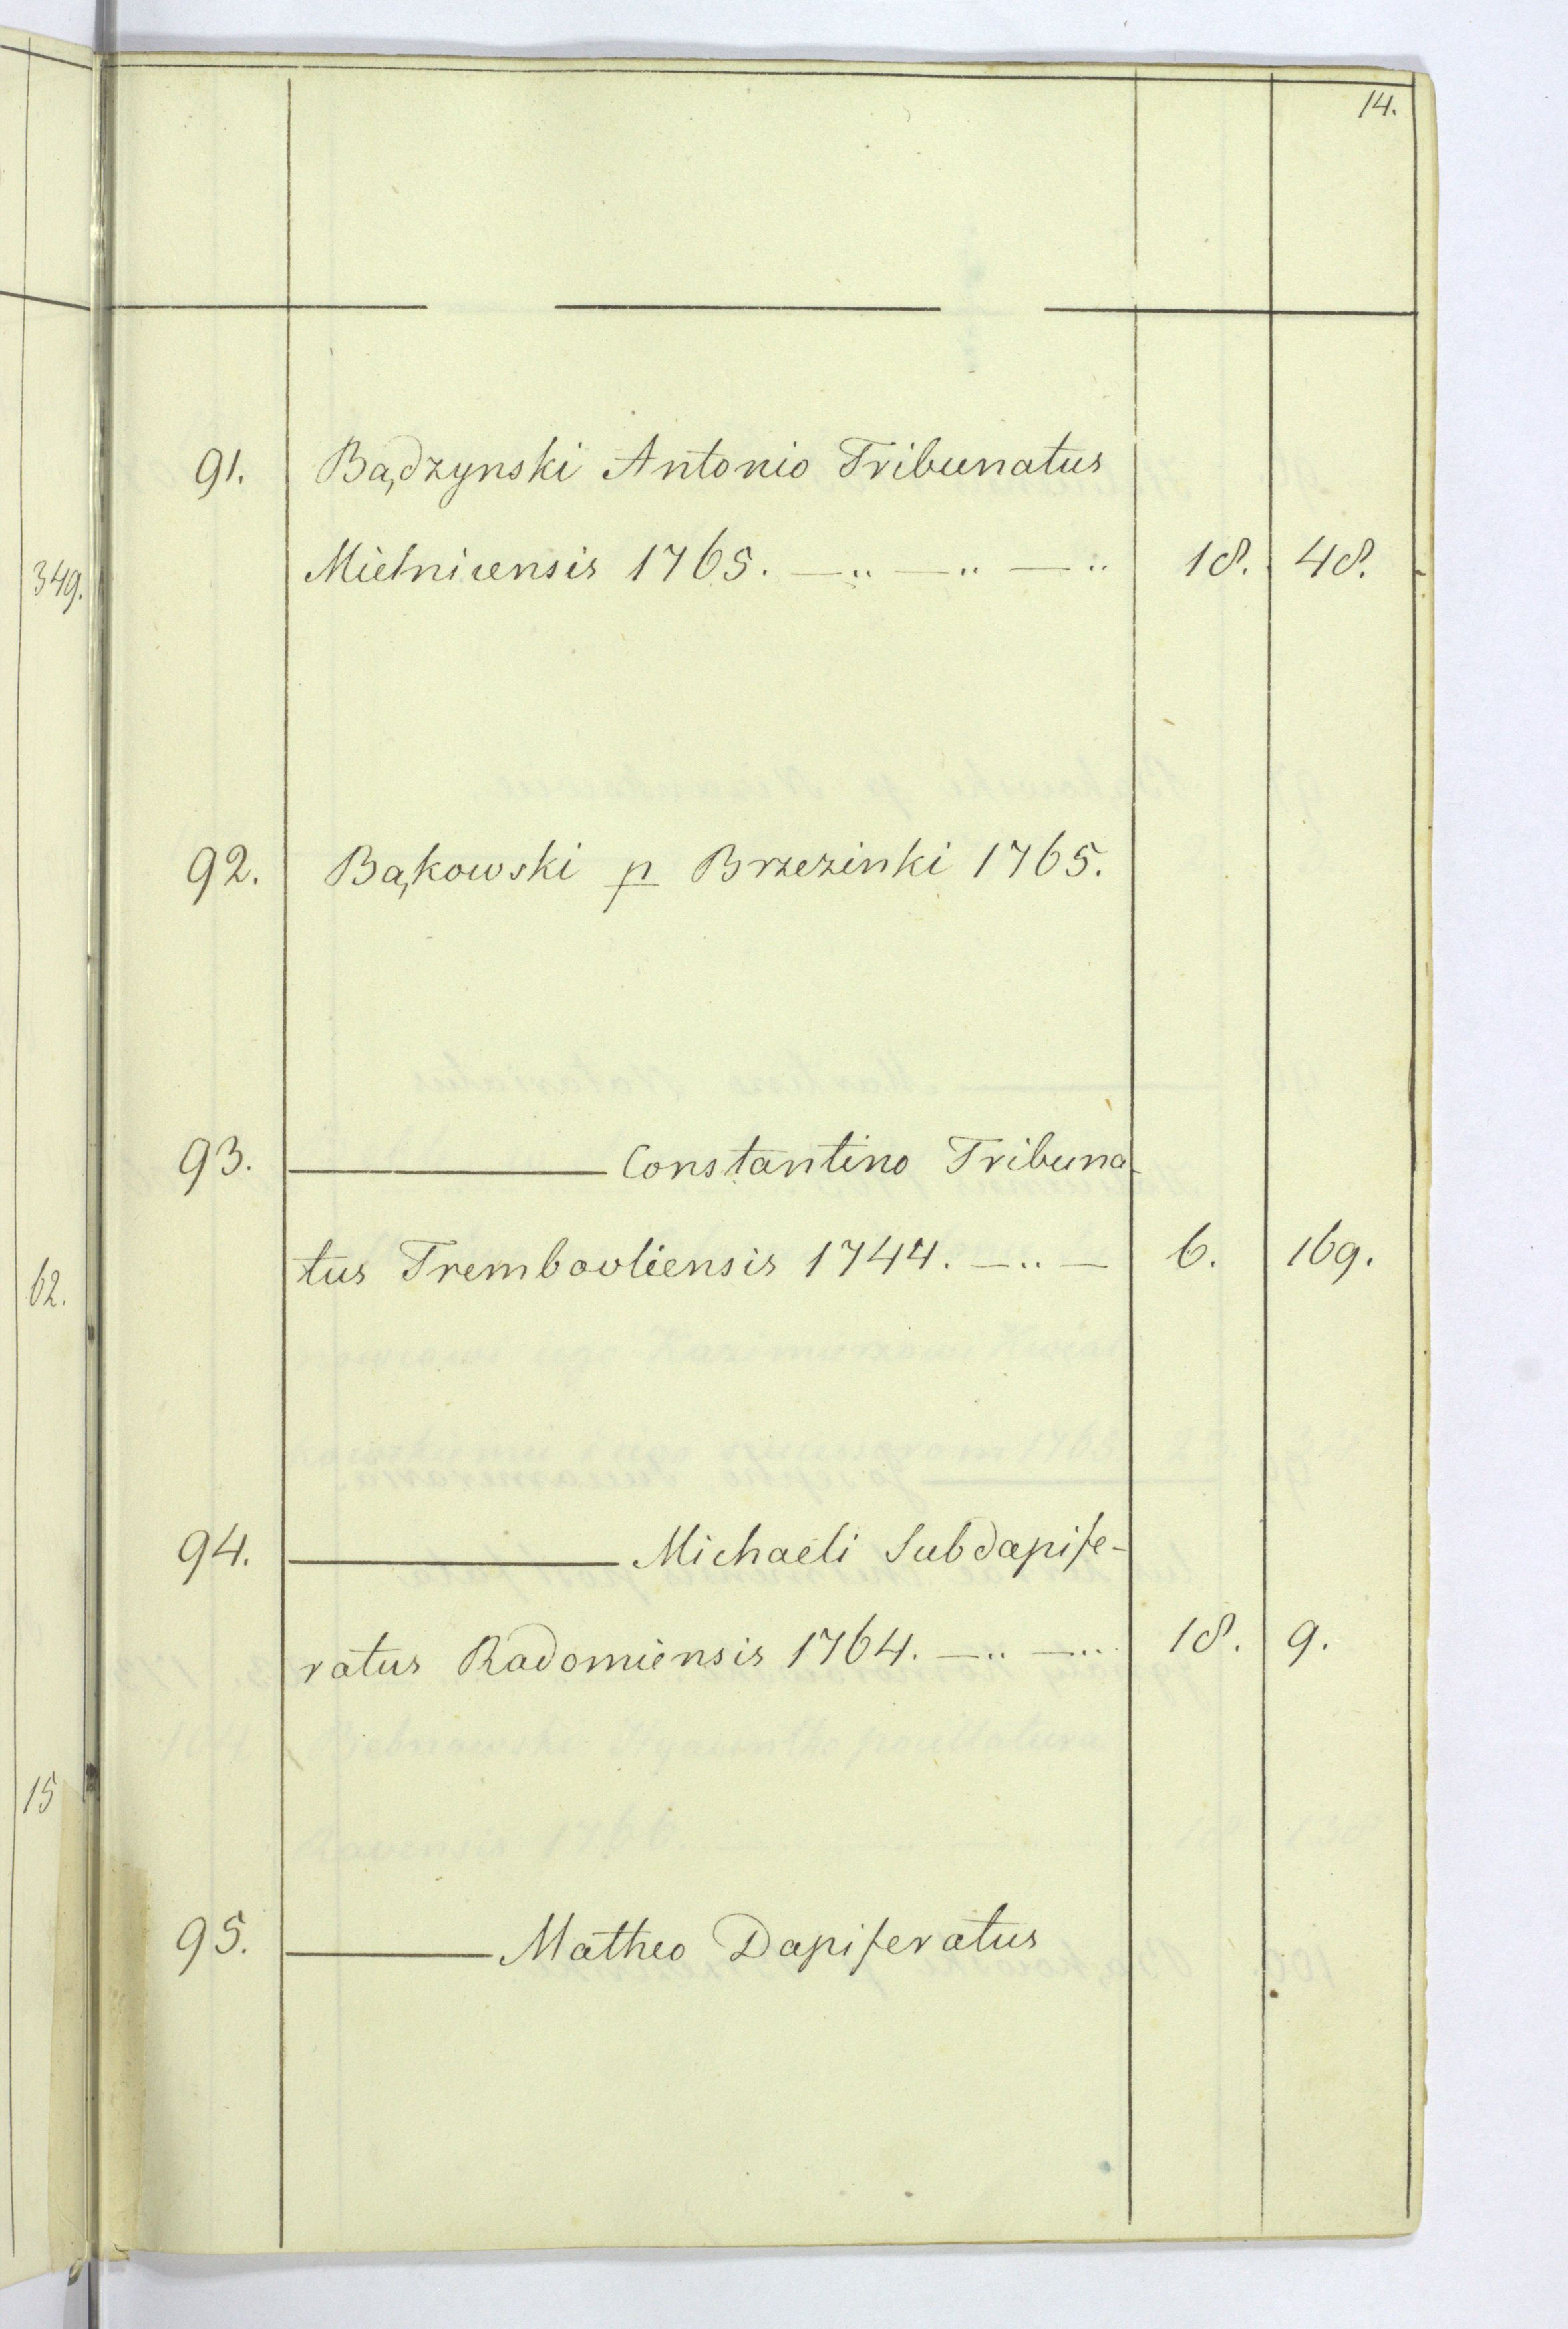 14.
91. Bądzynski Antonio Tribunatus
Mielnicensis 1765. —„ —„ —„ 18. 48.
349.
92. Bąkowski p Brzezinki 1765.
93. ——— Constantino Tribuna-
tus Trembovliensis 1744. —„ — 6. 169.
62.
94. ——— Michaeli Subdapife-
ratus Radomiensis 1764. —„ —„ 18. 9.
15
95. ——— Matheo Dapiferatus